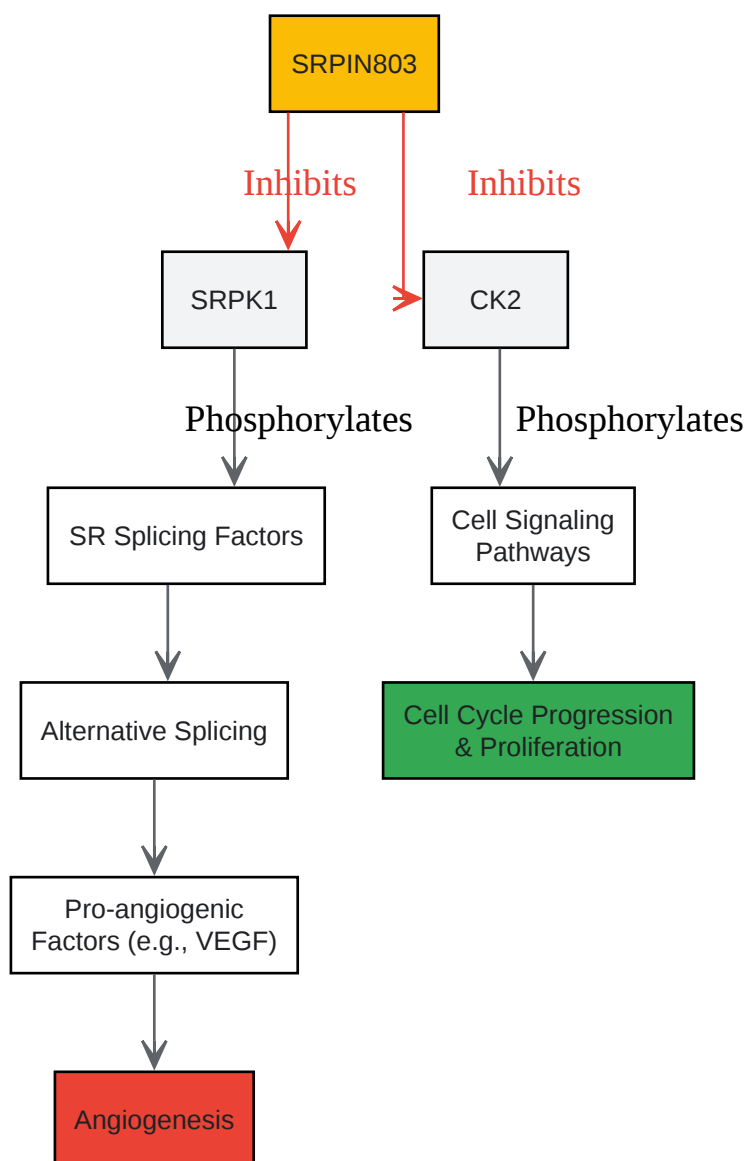 SRPIN803
Inhibits
Inhibits
SRPK1
CK2
Phosphorylates
Phosphorylates
SR Splicing Factors
Cell Signaling
Pathways
Alternative Splicing
Cell Cycle Progression
& Proliferation
Pro-angiogenic
Factors (e.g., VEGF)
Angiogenesis